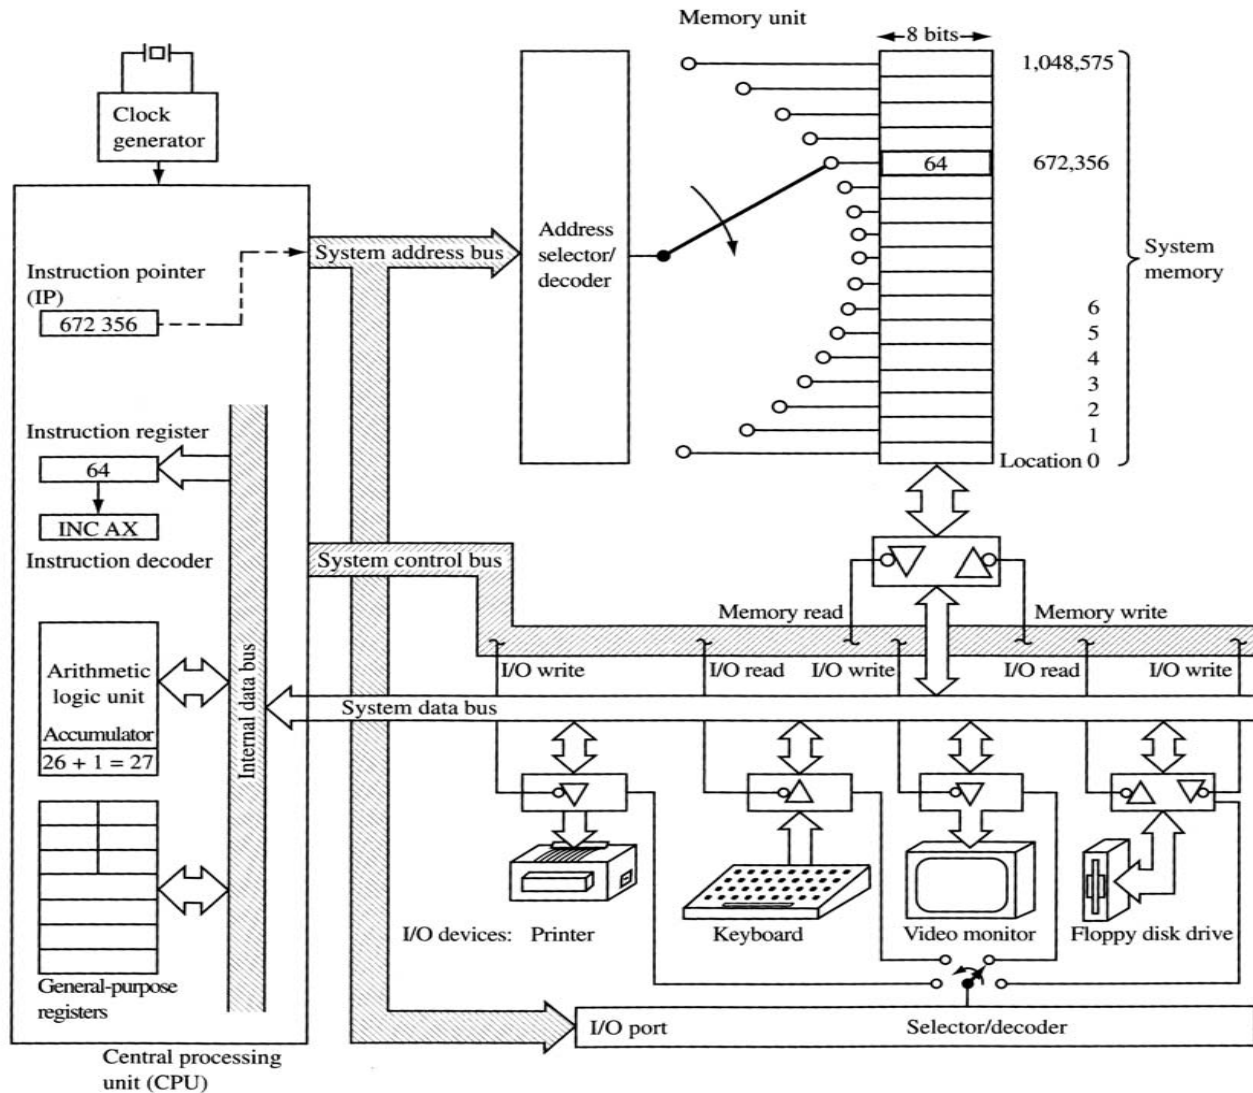 Memory unit
8 bits
1,048,575
Clock
generator
64
672,356
Address
selector/
decoder
System address bus
System
memory
Instruction pointer
(IP)
672 356
6
5
4
3
2
1
Location 0
Instruction register
64
INC AX
Instruction decoder
System control bus
Memory read
Memory write
I/O write
I/O read
I/O write
I/O read
I/O write
Arithmetic
logic unit
Accumulator
26 + 1 = 27
Internal data bus
System data bus
I/O devices:
Printer
Keyboard
Video monitor
Floppy disk drive
General-purpose
registers
I/O port
Selector/decoder
Central processing
unit (CPU)